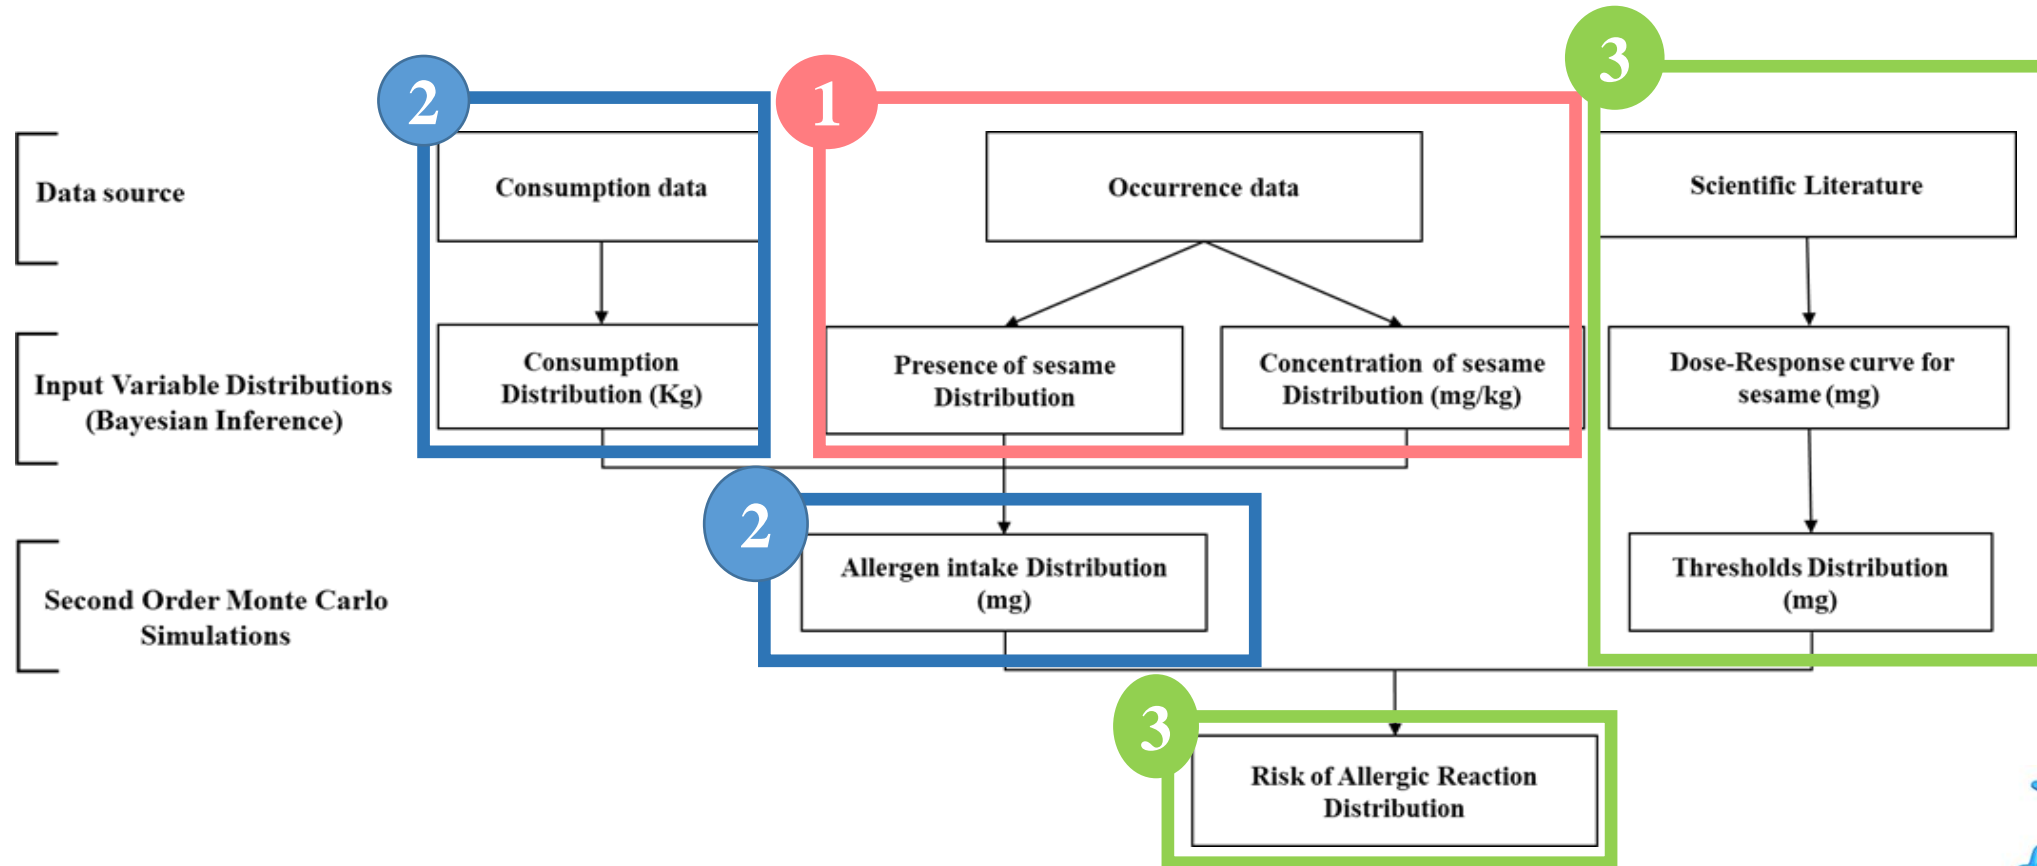 3
2
1
Data source
Consumption data
Occurrence data
Scientific Literature
Input Variable Distributions
(Bayesian Inference)
Consumption
Distribution (Kg)
Presence of sesame
Distribution
Concentration of sesame
Distribution (mg/kg)
Dose-Response curve for
sesame (mg)
2
Second Order Monte Carlo
Simulations
Allergen intake Distribution
(mg)
Thresholds Distribution
(mg)
3
Risk of Allergic Reaction
Distribution